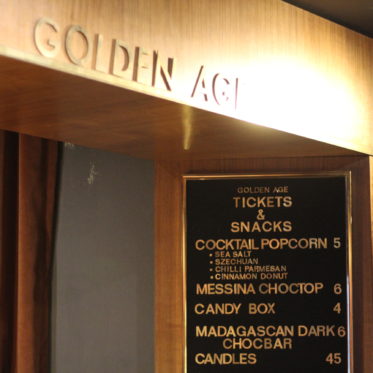 GOLDEN AGE
GOLDEN AGE
TICKETS
&
SNACKS
COCKTAIL POPCORN 5
• SEA SALT
• SZECHUAN
• CHILLI PARMESAN
• CINNAMON DONUT
MESSINA CHOCTOP 6
CANDY BOX 4
MADAGASCAN DARK 6
CHOCBAR
CANDLES 45